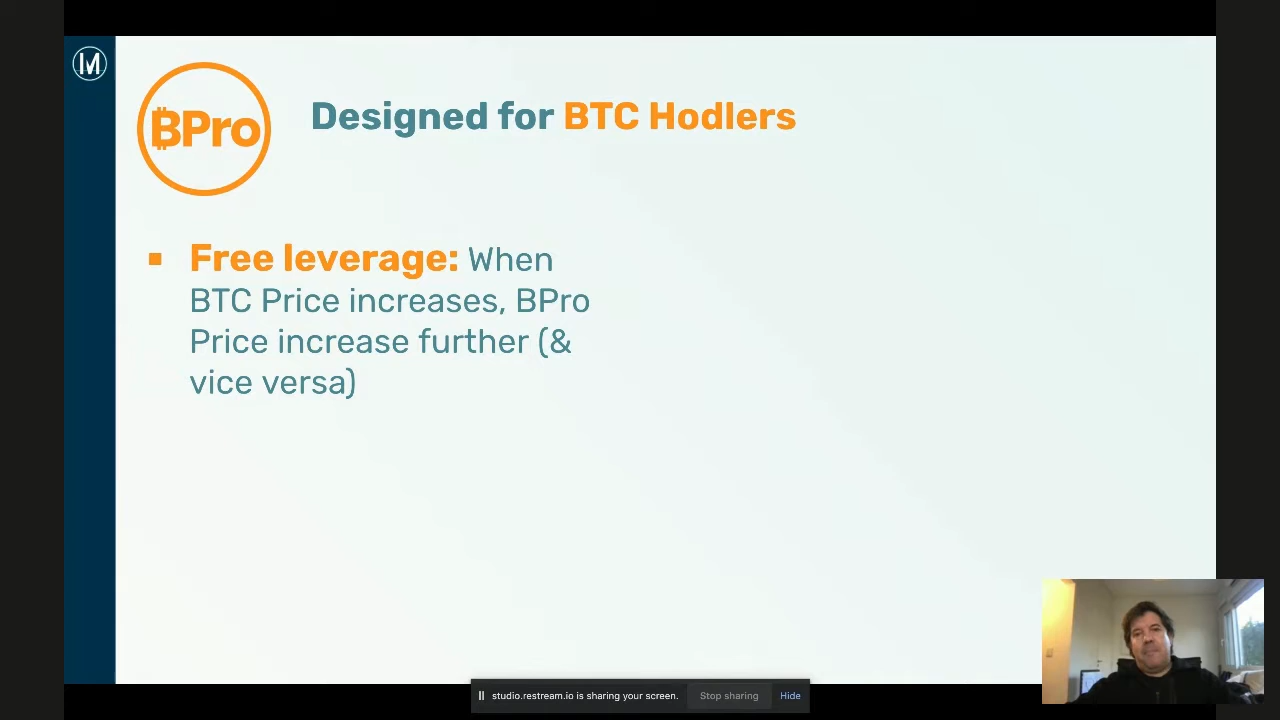 M
BPro
Designed for BTC Hodlers
Free leverage: When
BTC Price increases, BPro
Price increase further (&
vice versa)
studio.restream.io is sharing your screen. Stop sharing Hide